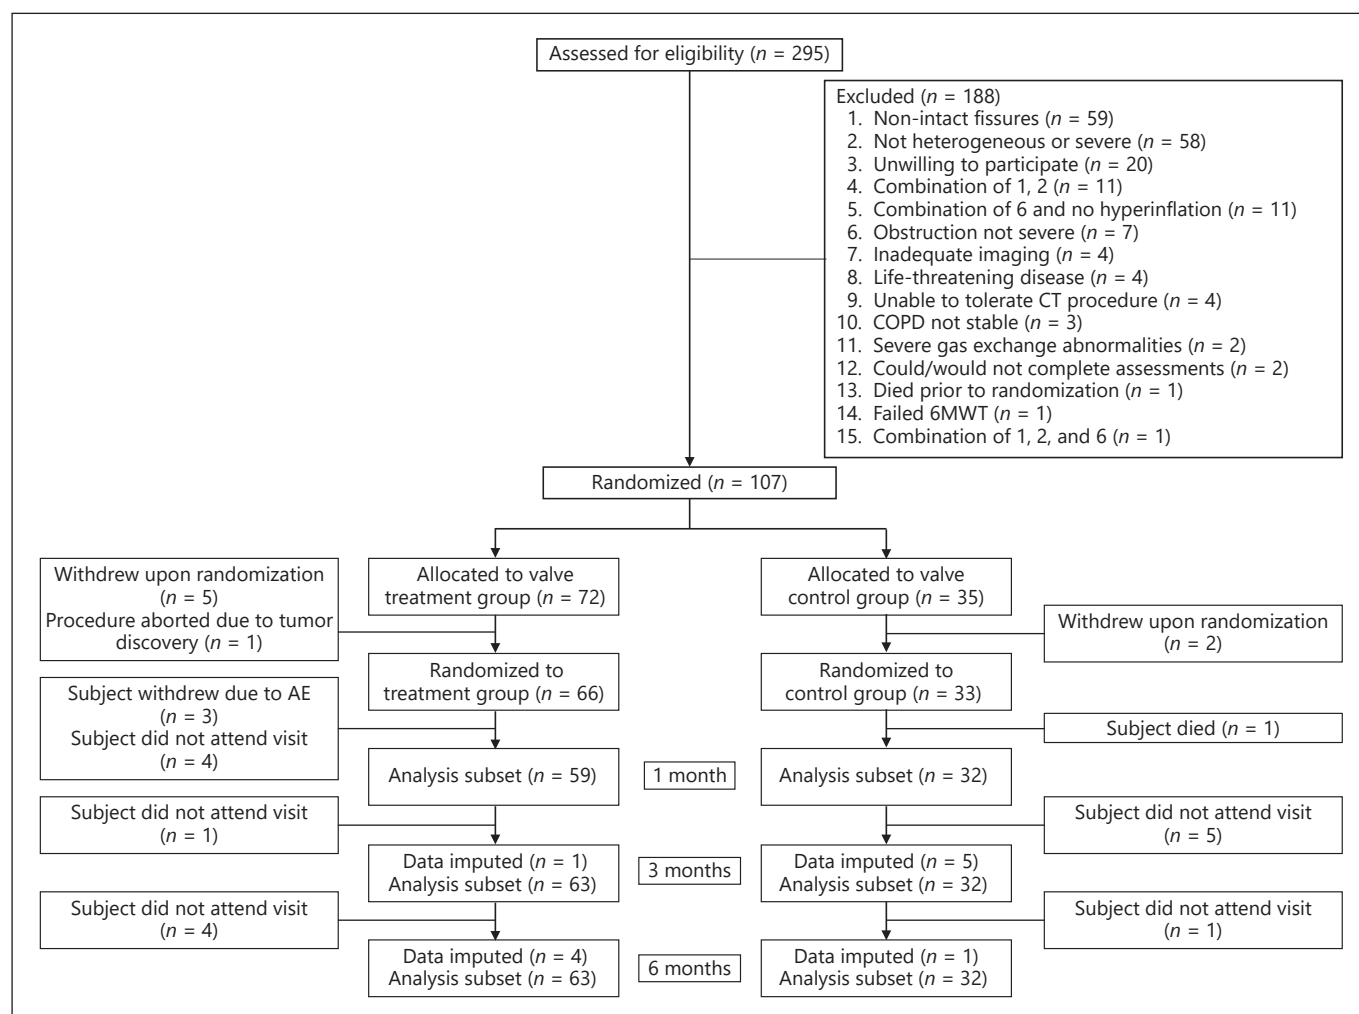 Assessed for eligibility (n = 295)
Excluded (n = 188)
1. Non-intact fissures (n = 59)
2. Not heterogeneous or severe (n = 58)
3. Unwilling to participate (n = 20)
4. Combination of 1, 2 (n = 11)
5. Combination of 6 and no hyperinflation (n = 11)
6. Obstruction not severe (n = 7)
7. Inadequate imaging (n = 4)
8. Life-threatening disease (n = 4)
9. Unable to tolerate CT procedure (n = 4)
10. COPD not stable (n = 3)
11. Severe gas exchange abnormalities (n = 2)
12. Could/would not complete assessments (n = 2)
13. Died prior to randomization (n = 1)
14. Failed 6MWT (n = 1)
15. Combination of 1, 2, and 6 (n = 1)
Randomized (n = 107)
Withdrew upon randomization
(n = 5)
Procedure aborted due to tumor
discovery (n = 1)
Allocated to valve
treatment group (n = 72)
Allocated to valve
control group (n = 35)
Withdrew upon randomization
(n = 2)
Randomized to
treatment group (n = 66)
Randomized to
control group (n = 33)
Subject withdrew due to AE
(n = 3)
Subject did not attend visit
(n = 4)
Subject died (n = 1)
Analysis subset (n = 59)
1 month
Analysis subset (n = 32)
Subject did not attend visit
(n = 1)
Subject did not attend visit
(n = 5)
Data imputed (n = 1)
Analysis subset (n = 63)
3 months
Data imputed (n = 5)
Analysis subset (n = 32)
Subject did not attend visit
(n = 4)
Subject did not attend visit
(n = 1)
Data imputed (n = 4)
Analysis subset (n = 63)
6 months
Data imputed (n = 1)
Analysis subset (n = 32)